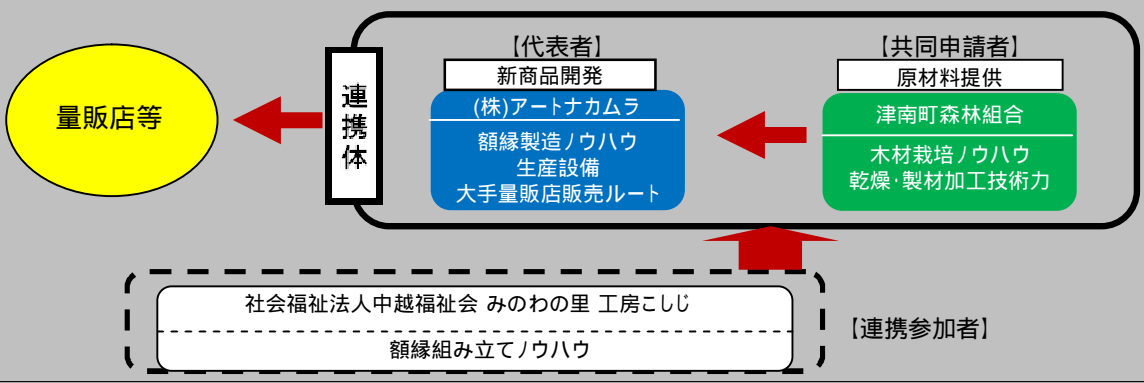 量販店等
連携体
【代表者】
新商品開発
(株)アートナカムラ
額縁製造ノウハウ
生産設備
大手量販店販売ルート
【共同申請者】
原材料提供
津南町森林組合
木材栽培ノウハウ
乾燥・製材加工技術力
社会福祉法人中越福祉会 みのわの里 工房こしじ
額縁組み立てノウハウ
【連携参加者】